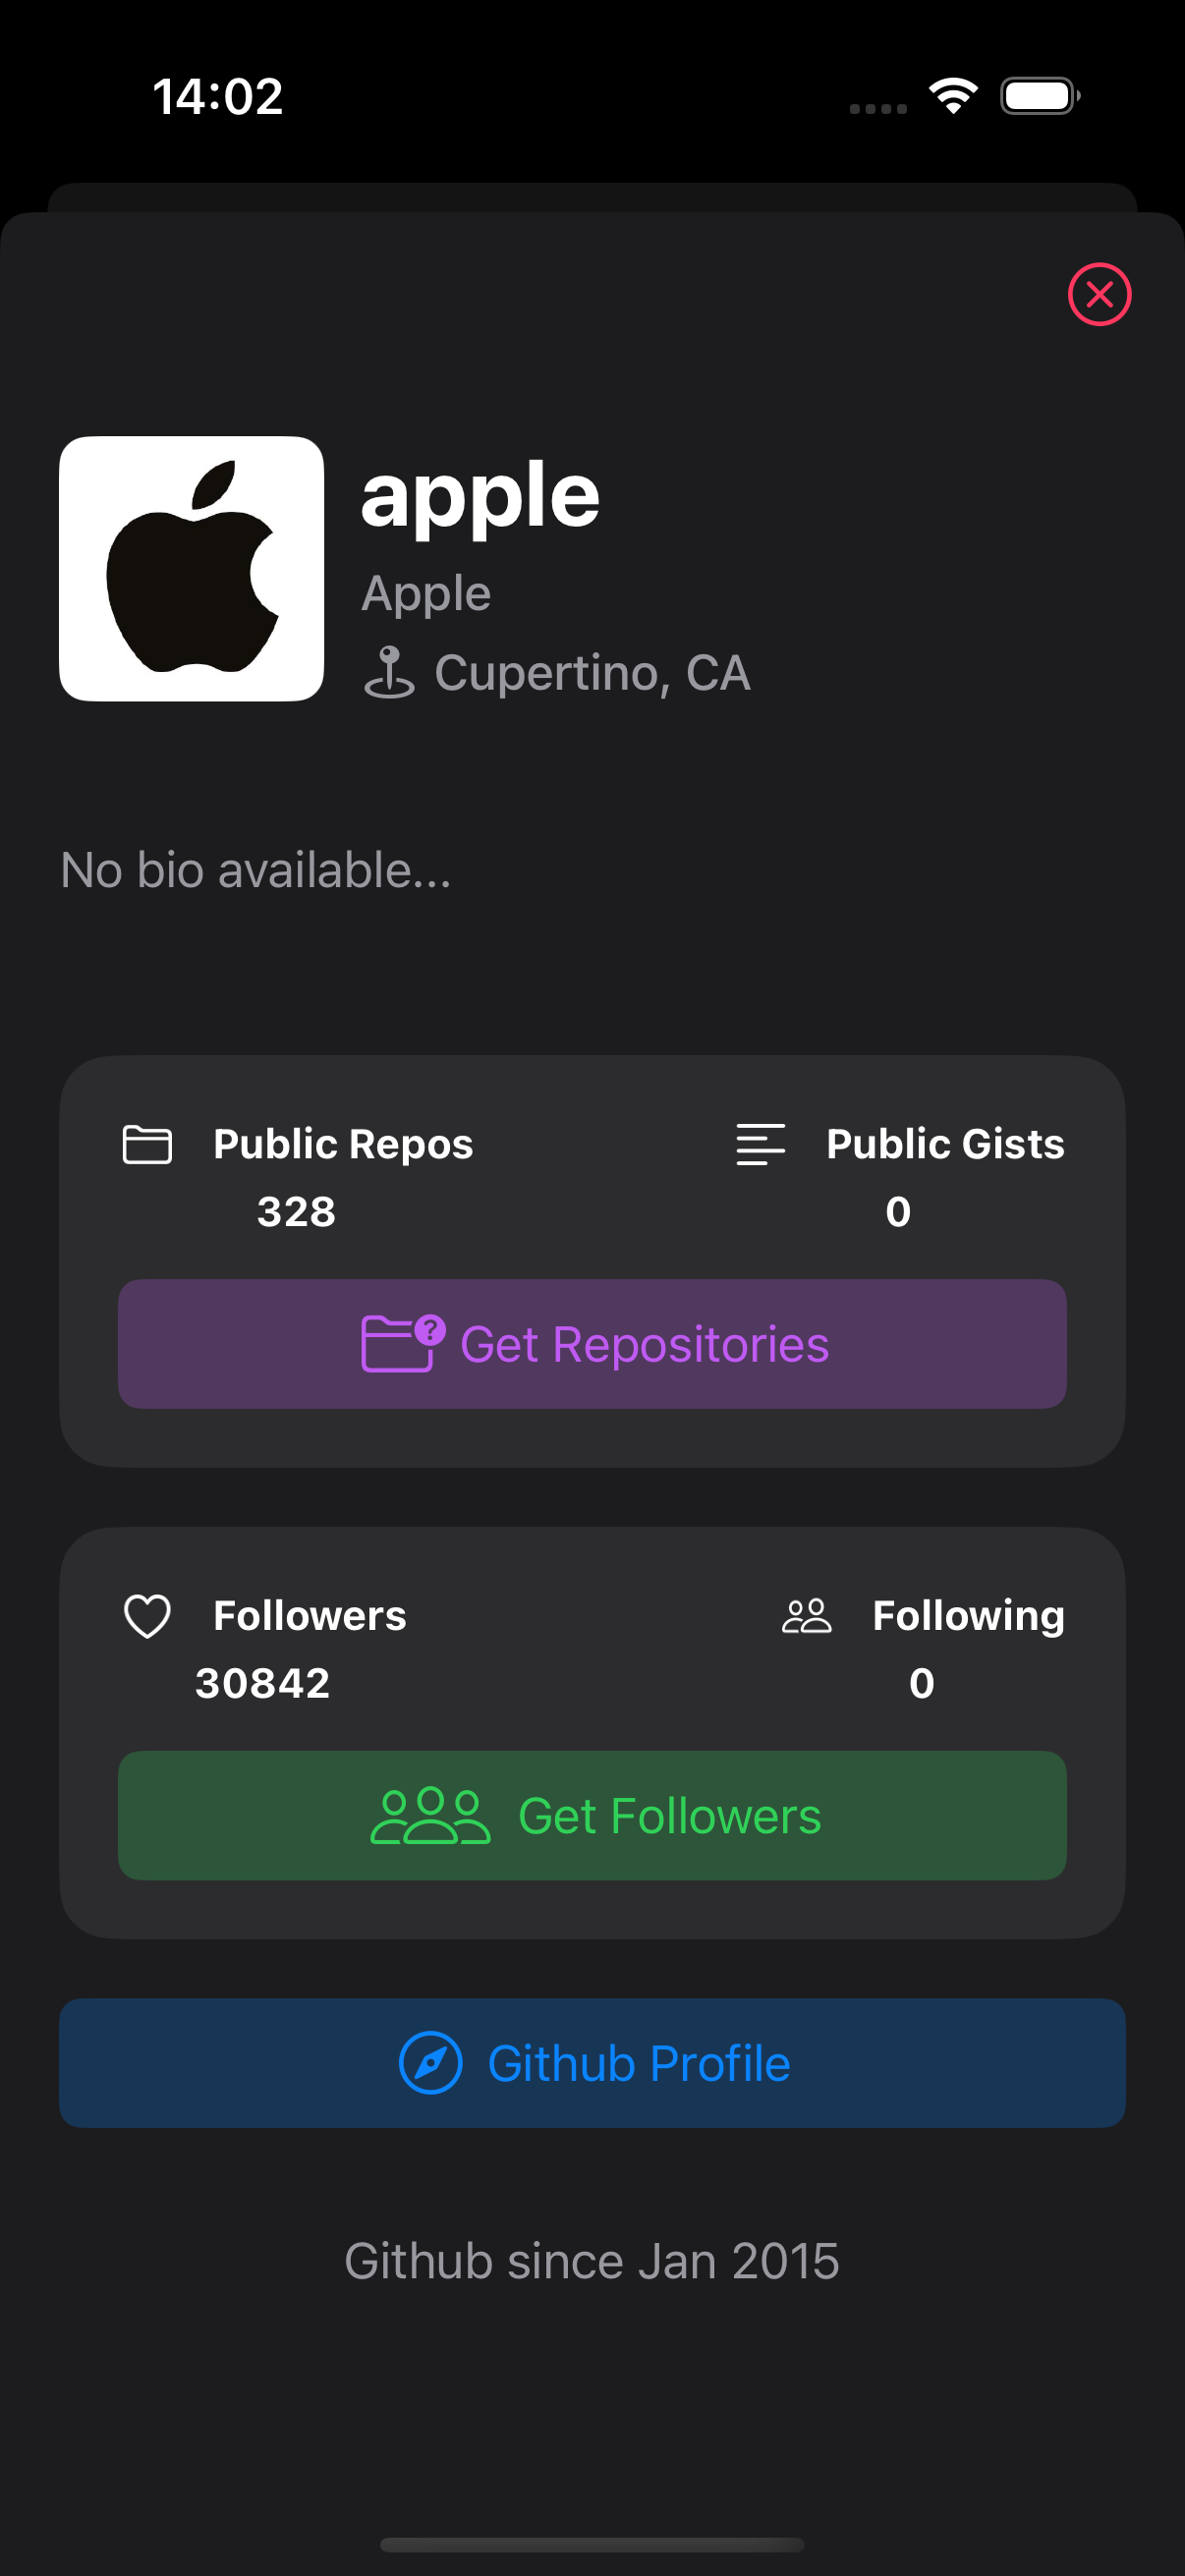 14:02
apple
Apple
Cupertino, CA
No bio available...
Public Repos
Public Gists
328
0
? Get Repositories
Followers
Following
30842
0
Get Followers
Github Profile
Github since Jan 2015